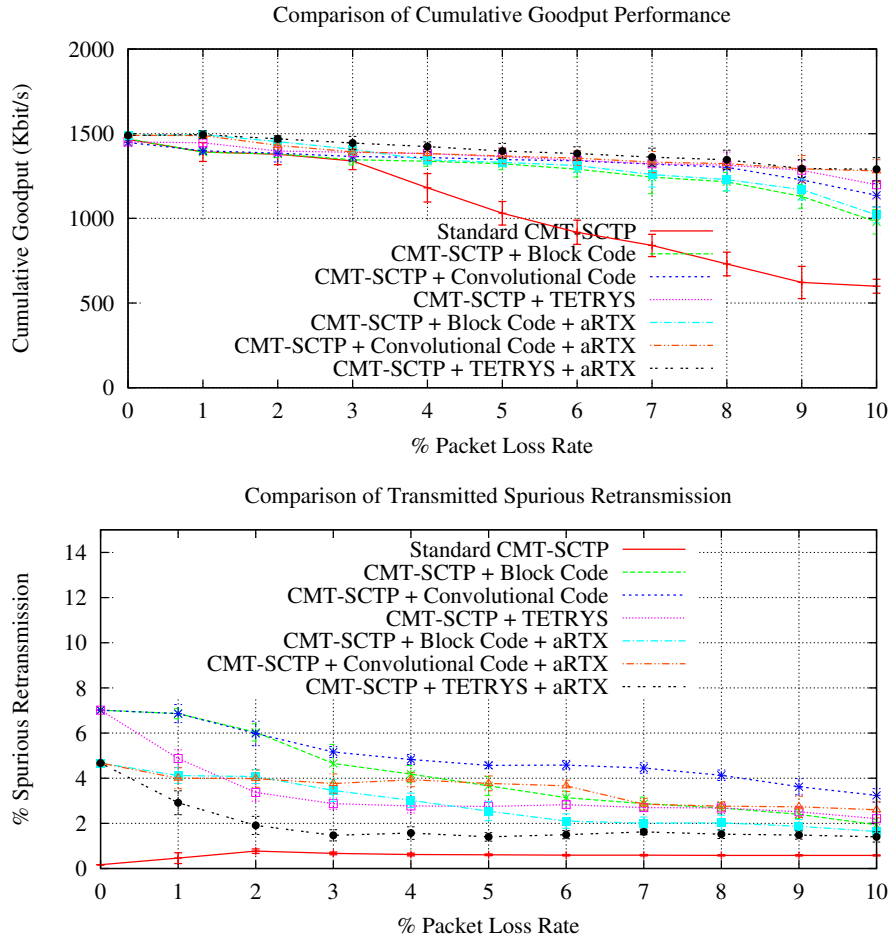 Comparison of Cumulative Goodput Performance
2000
1500
1000
500
0
Cumulative Goodput (Kbit/s)
Standard CMT-SCTP
CMT-SCTP + Block Code
CMT-SCTP + Convolutional Code
CMT-SCTP + TETRYS
CMT-SCTP + Block Code + aRTX
CMT-SCTP + Convolutional Code + aRTX
CMT-SCTP + TETRYS + aRTX
0 1 2 3 4 5 6 7 8 9 10
% Packet Loss Rate
Comparison of Transmitted Spurious Retransmission
14
12
10
8
6
4
2
0
% Spurious Retransmission
Standard CMT-SCTP
CMT-SCTP + Block Code
CMT-SCTP + Convolutional Code
CMT-SCTP + TETRYS
CMT-SCTP + Block Code + aRTX
CMT-SCTP + Convolutional Code + aRTX
CMT-SCTP + TETRYS + aRTX
0 1 2 3 4 5 6 7 8 9 10
% Packet Loss Rate